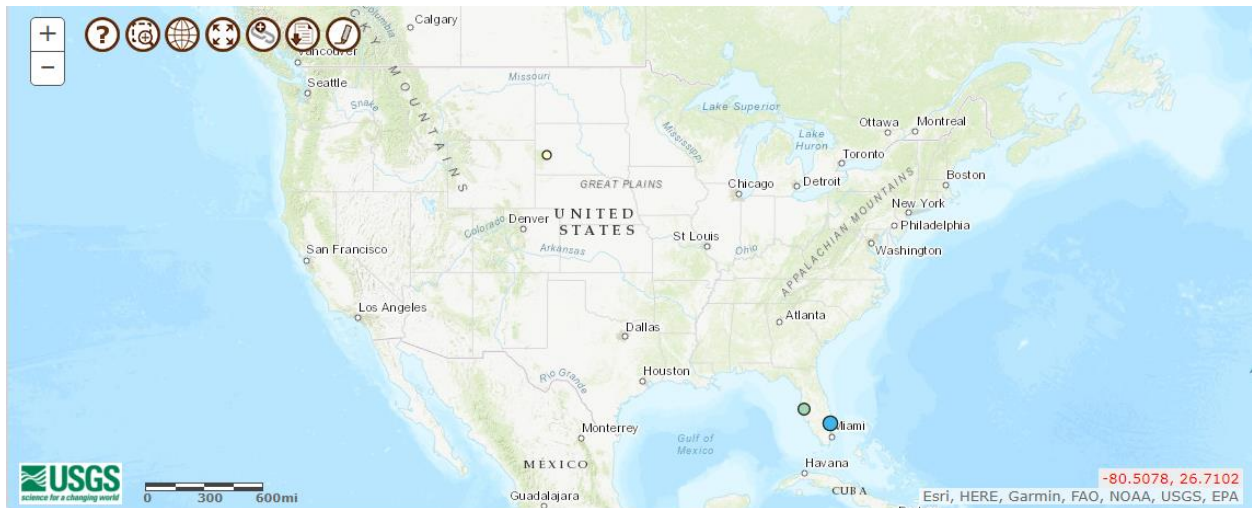 +
−
?
Calgary
Columbia
CKY MOUNTAINS
Vancouver
Seattle
Missouri
Snake
Lake Superior
Ottawa
Montreal
Lake
Huron
Mississippi
Toronto
Boston
GREAT PLAINS
Chicago
Detroit
New York
Denver
UNITED
STATES
Colorado
Philadelphia
St Louis
APPALACHIAN MOUNTAINS
San Francisco
Arkansas
Ohio
Washington
Los Angeles
Atlanta
Dallas
Houston
Rio Grande
Monterrey
Gulf of
Mexico
Miami
MÉXICO
Havana
CUBA
Guadalajara
USGS
science for a changing world
0 300 600mi
-80.5078, 26.7102
Esri, HERE, Garmin, FAO, NOAA, USGS, EPA